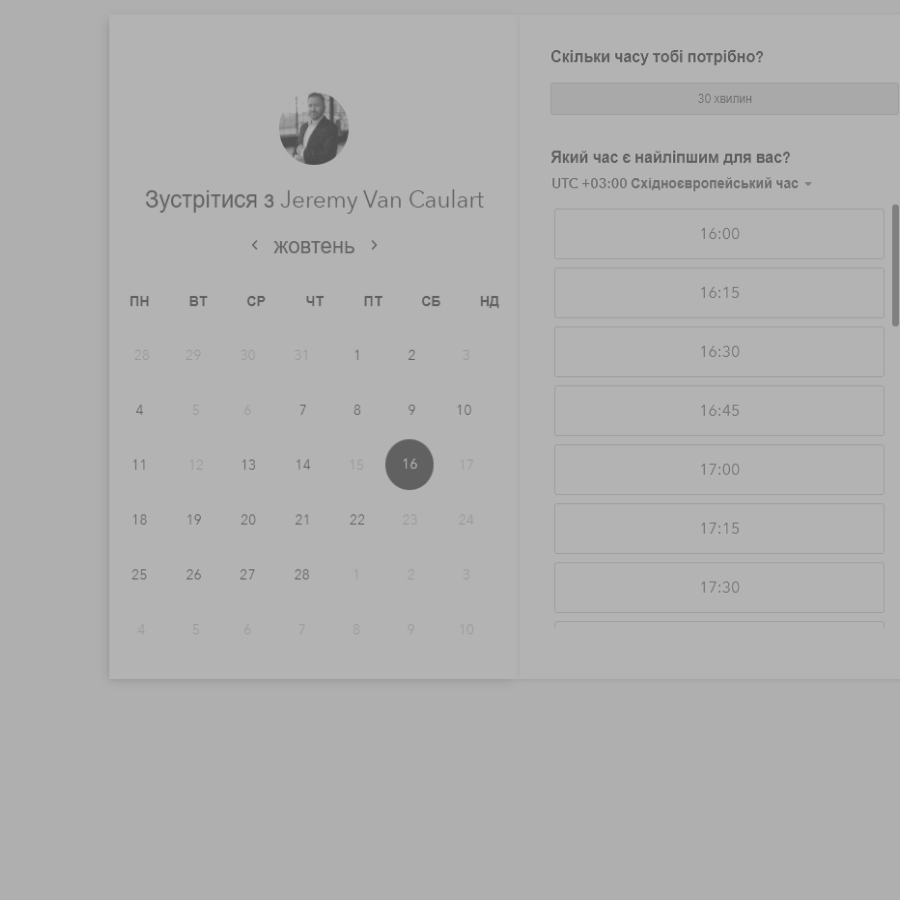 Зустрітися з Jeremy Van Caulart
жовтень
ПН ВТ СР ЧТ ПТ СБ НД
28 29 30 31 1 2 3
4 5 6 7 8 9 10
11 12 13 14 15 16 17
18 19 20 21 22 23 24
25 26 27 28 1 2 3
4 5 6 7 8 9 10
Скільки часу тобі потрібно?
30 хвилин
Який час є найліпшим для вас?
UTC +03:00 Східноєвропейський час
16:00
16:15
16:30
16:45
17:00
17:15
17:30